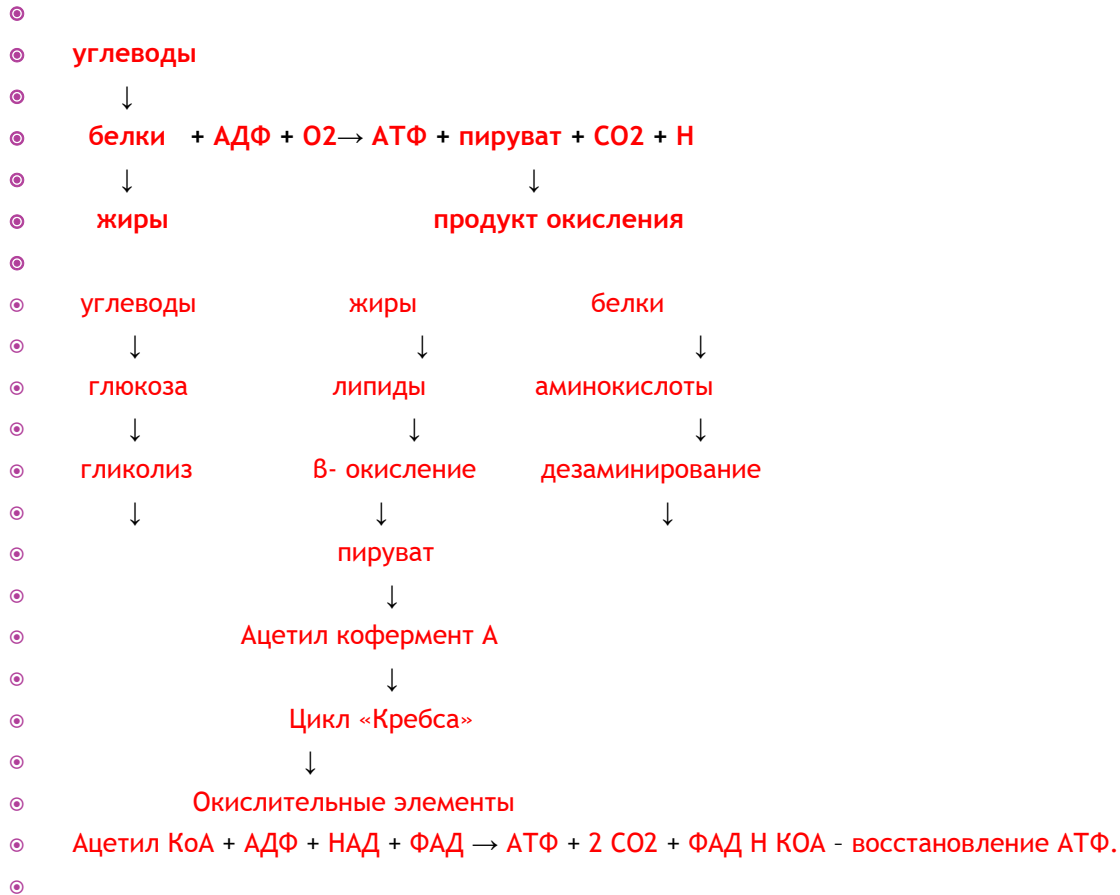 углеводы
↓
белки + АДФ + О2→ АТФ + пируват + СО2 + Н
↓ ↓
жиры продукт окисления
углеводы жиры белки
↓ ↓ ↓
глюкоза липиды аминокислоты
↓ ↓ ↓
гликолиз β- окисление дезаминирование
↓ ↓ ↓
пируват
↓
Ацетил кофермент А
↓
Цикл «Кребса»
↓
Окислительные элементы
Ацетил КоА + АДФ + НАД + ФАД → АТФ + 2 СО2 + ФАД Н КОА – восстановление АТФ.